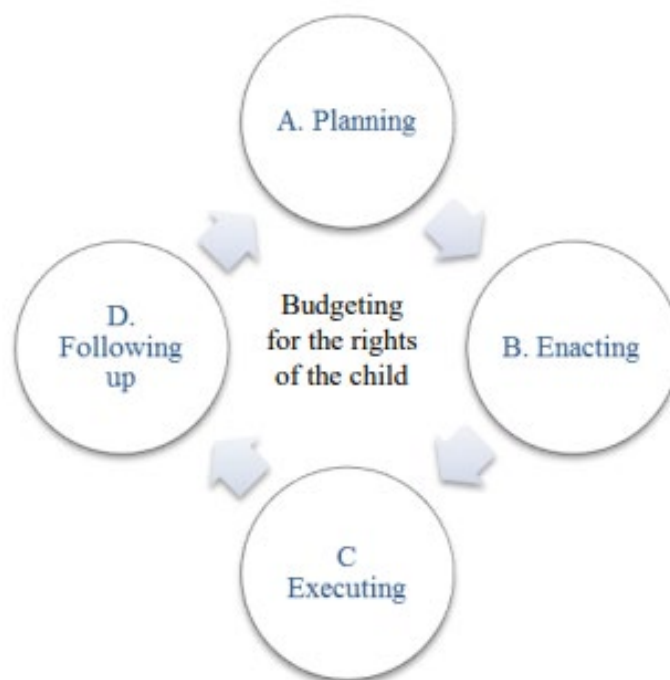 A. Planning
B. Enacting
C
Executing
D.
Following
up
Budgeting
for the rights
of the child